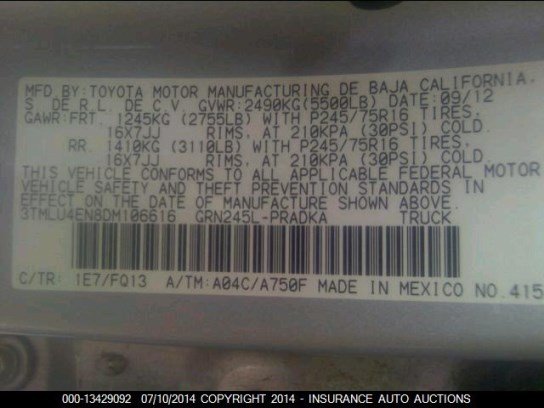 MFD.BY:TOYOTA MOTOR MANUFACTURING DE BAJA CALIFORNIA.
S. DE R.L. DE C.V. GVWR:2490KG(5500LB) DATE:09/12
GAWR:FRT. 1245KG (2755LB) WITH P245/75R16 TIRES,
16X7JJ RIMS, AT 210KPA (30PSI) COLD.
RR. 1410KG (3110LB) WITH P245/75R16 TIRES,
16X7JJ RIMS, AT 210KPA (30PSI) COLD.
THIS VEHICLE CONFORMS TO ALL APPLICABLE FEDERAL MOTOR
VEHICLE SAFETY AND THEFT PREVENTION STANDARDS IN
EFFECT ON THE DATE OF MANUFACTURE SHOWN ABOVE.
3TMLU4EN8DM106616 GRN245L-PRADKA TRUCK
C/TR: 1E7/FQ13 A/TM:A04C/A750F MADE IN MEXICO NO.415
000-13429092 07/10/2014 COPYRIGHT 2014 - INSURANCE AUTO AUCTIONS